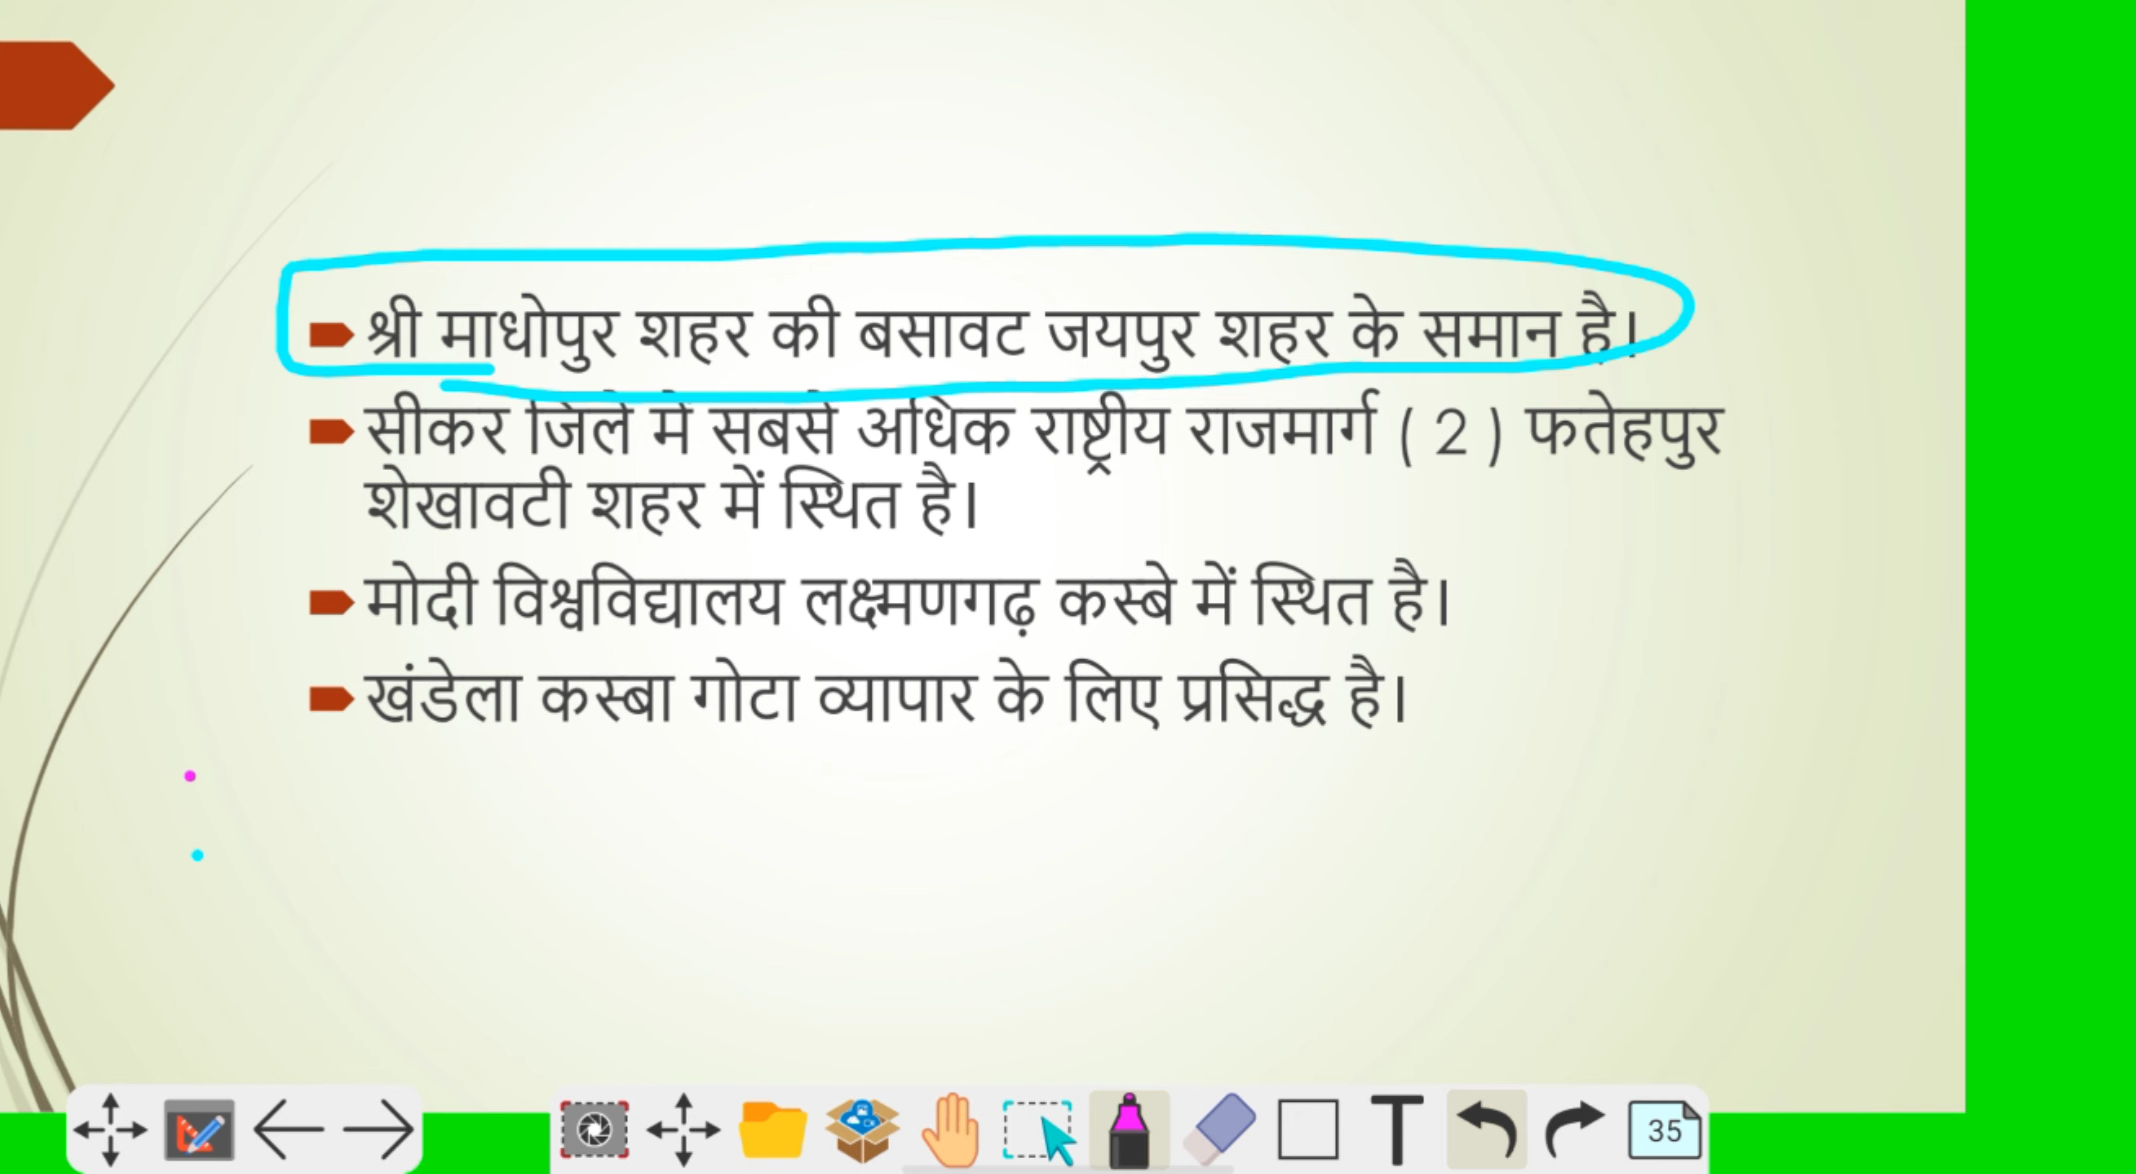 श्री माधोपुर शहर की बसावट जयपुर शहर के समान है।
सीकर जिले में सबसे अधिक राष्ट्रीय राजमार्ग ( 2 ) फतेहपुर
शेखावटी शहर में स्थित है।
मोदी विश्वविद्यालय लक्ष्मणगढ़ कस्बे में स्थित है।
खंडेला कस्बा गोटा व्यापार के लिए प्रसिद्ध है।
T 35